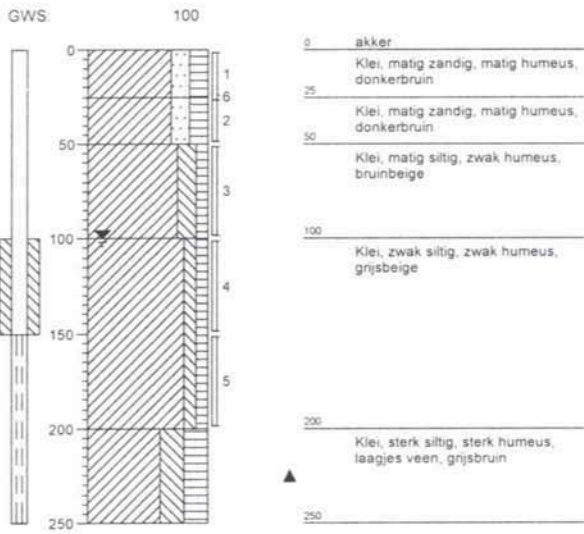 GWS: 100
0
50
100
150
200
250
1
6
2
3
4
5
0 akker
Klei, matig zandig, matig humeus,
donkerbruin
25
Klei, matig zandig, matig humeus,
donkerbruin
50
Klei, matig siltig, zwak humeus,
bruinbeige
100
Klei, zwak siltig, zwak humeus,
grijsbeige
200
Klei, sterk siltig, sterk humeus,
laagjes veen, grijsbruin
250